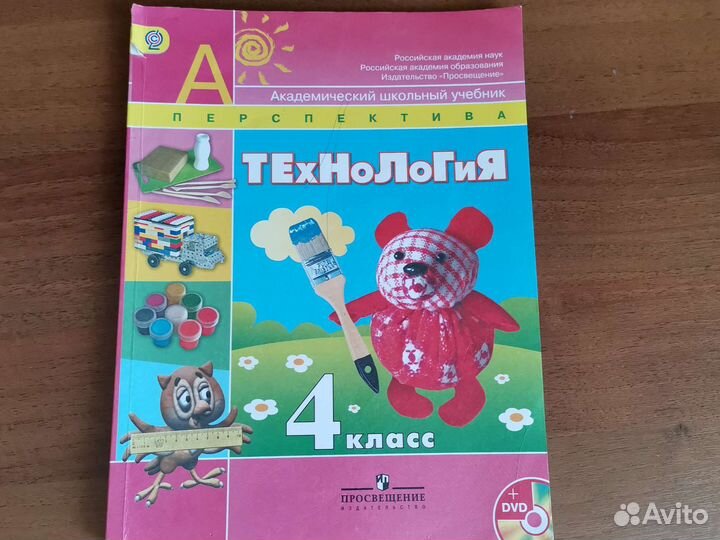 Российская академия наук
Российская академия образования
Издательство «Просвещение»
А
Академический школьный учебник
ПЕРСПЕКТИВА
ТЕхНоЛоГиЯ
4 класс
ПРОСВЕЩЕНИЕ
ИЗДАТЕЛЬСТВО
+
DVD
Avito